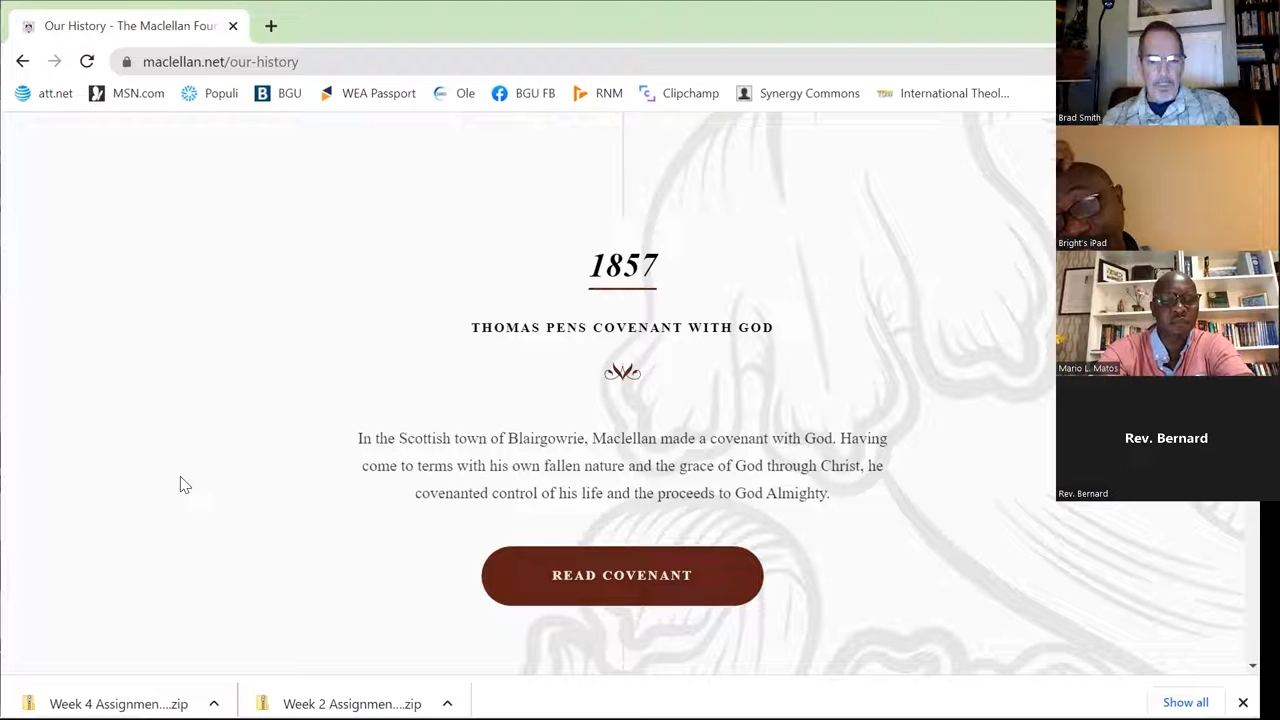 Our History - The Maclellan Four
maclellan.net/our-history
att.net
MSN.com
Populi
BGU
WEA Passport
OG
BGU FB
RNM
Clipchamp
Synergy Commons
International Theol...
1857
THOMAS PENS COVENANT WITH GOD
In the Scottish town of Blairgowrie, Maclellan made a covenant with God. Having
come to terms with his own fallen nature and the grace of God through Christ, he
covenanted control of his life and the proceeds to God Almighty.
READ COVENANT
Week 4 Assignmen....zip
Week 2 Assignmen....zip
Show all
Brad Smith
Bright's iPad
Mario L. Matos
Rev. Bernard
Rev. Bernard